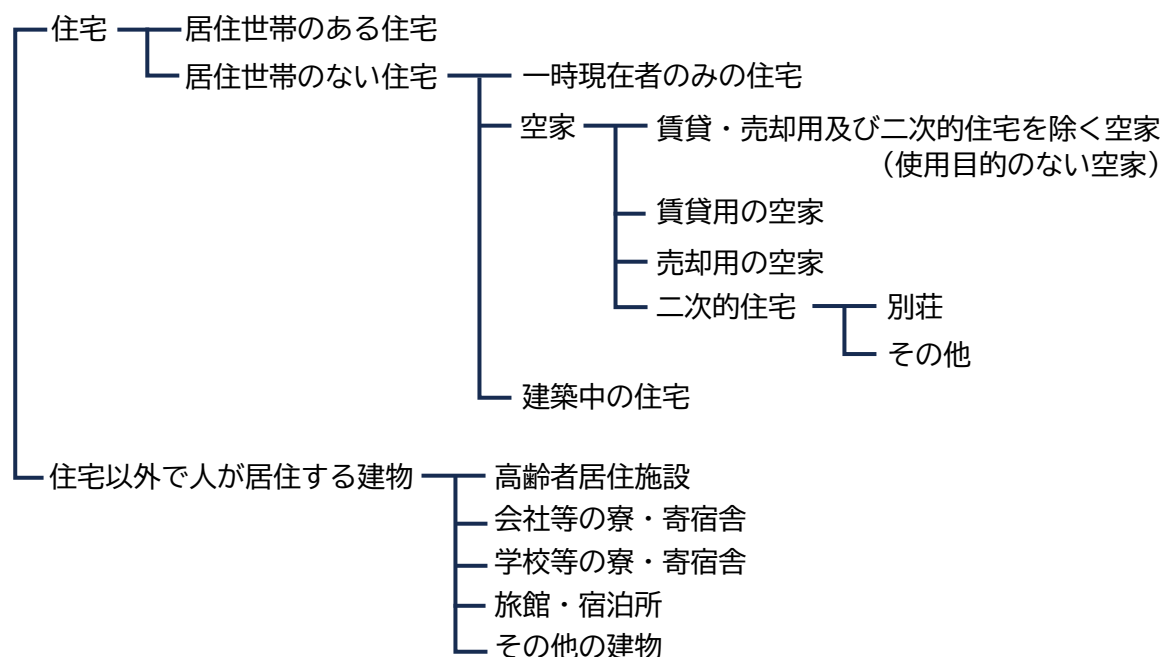 住宅
居住世帯のある住宅
居住世帯のない住宅
一時現在者のみの住宅
空家
賃貸・売却用及び二次的住宅を除く空家
（使用目的のない空家）
賃貸用の空家
売却用の空家
二次的住宅
別荘
その他
建築中の住宅
住宅以外で人が居住する建物
高齢者居住施設
会社等の寮・寄宿舎
学校等の寮・寄宿舎
旅館・宿泊所
その他の建物